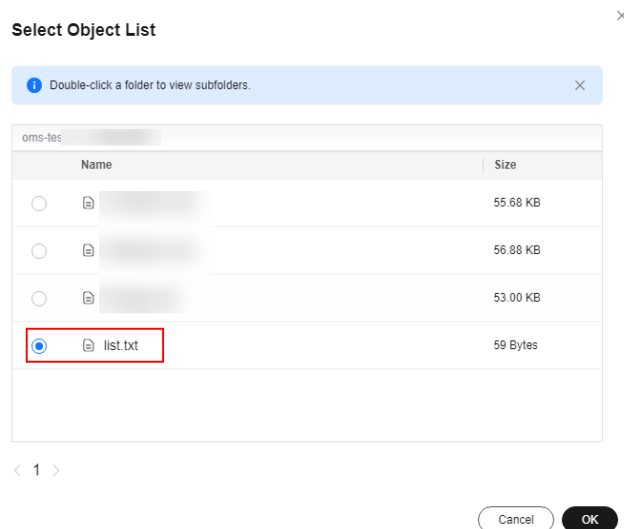 Select Object List
Double-click a folder to view subfolders.
oms-tes
Name Size
55.68 KB
56.88 KB
53.00 KB
list.txt 59 Bytes
< 1 >
Cancel OK